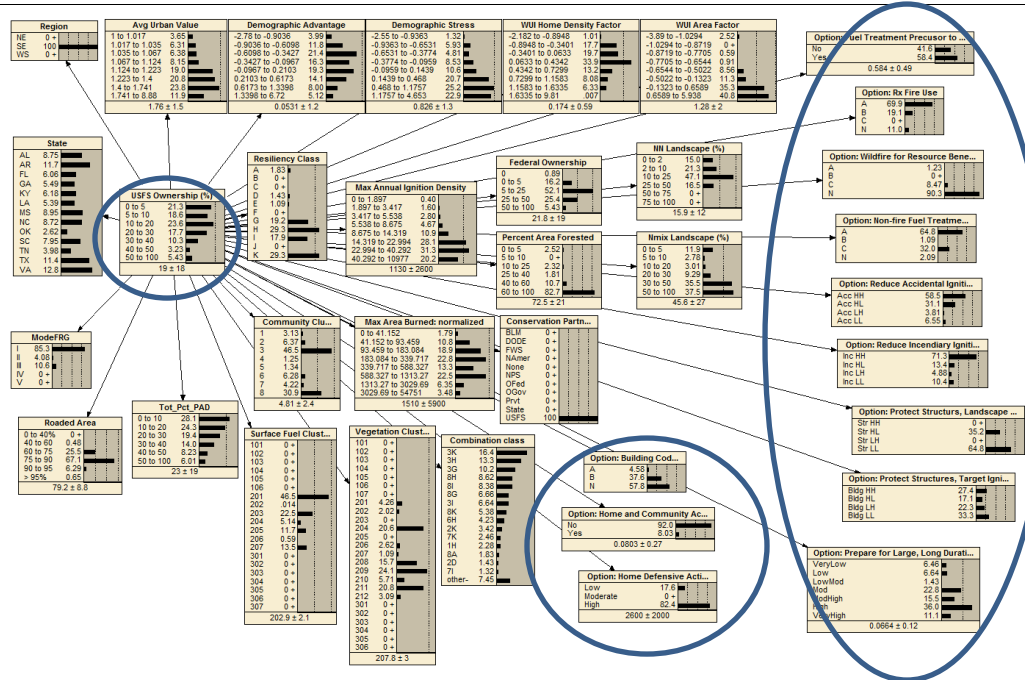 Region
NE 0 +
SE 100
WS 0 +
Avg Urban Value
1 to 1.017 3.65
1.017 to 1.035 6.31
1.035 to 1.067 6.38
1.067 to 1.124 8.15
1.124 to 1.223 19.0
1.223 to 1.4 20.8
1.4 to 1.741 23.8
1.741 to 8.88 11.9
1.76 ± 1.5
Demographic Advantage
-2.78 to -0.9036 3.99
-0.9036 to -0.6098 11.8
-0.6098 to -0.3427 21.4
-0.3427 to -0.0967 16.3
-0.0967 to 0.2103 19.3
0.2103 to 0.6173 14.1
0.6173 to 1.3398 8.00
1.3398 to 6.72 5.12
0.0531 ± 1.2
Demographic Stress
-2.55 to -0.9363 1.32
-0.9363 to -0.6531 5.93
-0.6531 to -0.3774 4.81
-0.3774 to -0.0959 8.53
-0.0959 to 0.1439 10.6
0.1439 to 0.468 20.7
0.468 to 1.1757 25.2
1.1757 to 4.653 22.9
0.826 ± 1.3
WUI Home Density Factor
-2.182 to -0.8948 1.01
-0.8948 to -0.3401 17.7
-0.3401 to 0.0633 19.7
0.0633 to 0.4342 33.9
0.4342 to 0.7299 13.2
0.7299 to 1.1583 8.08
1.1583 to 1.6335 6.33
1.6335 to 9.81 .007
0.174 ± 0.59
WUI Area Factor
-3.89 to -1.0294 2.52
-1.0294 to -0.8719 0 +
-0.8719 to -0.7705 0.59
-0.7705 to -0.6544 0.91
-0.6544 to -0.5022 8.56
-0.5022 to -0.1323 11.3
-0.1323 to 0.6589 35.3
0.6589 to 5.938 40.8
1.28 ± 2
Option: Fuel Treatment Precusor to ...
No 41.6
Yes 58.4
0.584 ± 0.49
Option: Rx Fire Use
A 69.9
B 19.1
C 0 +
N 11.0
State
AL 8.75
AR 11.7
FL 6.06
GA 5.49
KY 6.18
LA 5.39
MS 8.95
NC 8.72
OK 2.62
SC 7.95
TN 3.98
TX 11.4
VA 12.8
USFS Ownership (%)
0 to 5 21.3
5 to 10 18.6
10 to 20 23.6
20 to 30 17.7
30 to 40 10.3
40 to 50 3.23
50 to 100 5.43
19 ± 18
Resiliency Class
A 1.83
B 0 +
C 0 +
D 1.43
E 1.09
F 0 +
G 19.2
H 29.3
I 17.9
J 0 +
K 29.3
Max Annual Ignition Density
0 to 1.897 0.40
1.897 to 3.417 1.60
3.417 to 5.538 2.80
5.538 to 8.675 4.67
8.675 to 14.319 10.9
14.319 to 22.994 28.1
22.994 to 40.292 31.3
40.292 to 10977 20.2
1130 ± 2600
Federal Ownership
0 0.89
0 to 5 16.2
5 to 25 52.1
25 to 50 25.4
50 to 100 5.43
21.8 ± 19
NN Landscape (%)
0 to 2 15.0
2 to 10 21.3
10 to 25 47.1
25 to 50 16.5
50 to 75 0 +
75 to 100 0 +
15.9 ± 12
Option: Wildfire for Resource Bene...
A 1.23
B 0 +
C 8.47
N 90.3
Percent Area Forested
0 to 5 2.52
5 to 10 0 +
10 to 25 2.32
25 to 40 1.81
40 to 60 10.7
60 to 100 82.7
72.5 ± 21
Nmix Landscape (%)
0 to 5 11.9
5 to 10 2.78
10 to 20 3.01
20 to 30 9.29
30 to 50 35.5
50 to 100 37.5
45.6 ± 27
Option: Non-fire Fuel Treatme...
A 64.8
B 1.09
C 32.0
N 2.09
Option: Reduce Accidental Igniti...
Acc HH 58.5
Acc HL 31.1
Acc LH 3.81
Acc LL 6.55
ModeFRG
I 85.3
II 4.08
III 10.6
IV 0 +
V 0 +
Community Clu...
1 3.13
2 6.37
3 46.5
4 1.25
5 1.34
6 6.28
7 4.22
8 30.9
4.81 ± 2.4
Max Area Burned: normalized
0 to 41.152 1.79
41.152 to 93.459 10.8
93.459 to 183.084 18.9
183.084 to 339.717 22.8
339.717 to 588.327 13.3
588.327 to 1313.27 22.5
1313.27 to 3029.69 6.35
3029.69 to 54751 3.48
1510 ± 5900
Conservation Partn...
BLM 0 +
DODE 0 +
FWS 0 +
NAmer 0 +
None 0 +
NPS 0 +
OFed 0 +
OGov 0 +
Prvt 0 +
State 0 +
USFS 100
Option: Reduce Incendiary Igniti...
Inc HH 71.3
Inc HL 13.4
Inc LH 4.88
Inc LL 10.4
Option: Protect Structurs, Landscape ...
Str HH 0 +
Str HL 35.2
Str LH 0 +
Str LL 64.8
Roaded Area
0 to 40% 0 +
40 to 60 0.48
60 to 75 25.5
75 to 90 67.1
90 to 95 6.29
> 95% 0.65
79.2 ± 8.8
Tot_Pct_PAD
0 to 10 28.1
10 to 20 24.3
20 to 30 19.4
30 to 40 14.0
40 to 50 8.23
50 to 100 6.01
23 ± 19
Surface Fuel Clust...
101 0 +
102 0 +
103 0 +
104 0 +
105 0 +
106 0 +
201 46.5
202 .014
203 22.5
204 5.14
205 11.7
206 0.59
207 13.5
301 0 +
302 0 +
303 0 +
304 0 +
305 0 +
306 0 +
307 0 +
202.9 ± 2.1
Vegetation Clust...
101 0 +
102 0 +
103 0 +
104 0 +
105 0 +
106 0 +
107 0 +
201 4.26
202 2.02
203 0 +
204 20.6
205 0 +
206 2.62
207 1.09
208 15.7
209 24.1
210 5.71
211 20.8
212 3.09
301 0 +
302 0 +
303 0 +
304 0 +
305 0 +
306 0 +
207.8 ± 3
Combination class
3K 16.4
3H 13.3
3G 10.2
8H 8.62
8I 8.38
8G 6.66
3I 6.64
8K 5.38
6H 4.23
2K 3.42
7K 2.46
1H 2.28
8A 1.83
2D 1.43
7I 1.32
other- 7.45
Option: Building Cod...
A 4.58
B 37.6
N 57.8
Option: Home and Community Ac...
No 92.0
Yes 8.03
0.0803 ± 0.27
Option: Home Defensive Acti...
Low 17.6
Moderate 0 +
High 82.4
2600 ± 2000
Option: Protect Structures, Target Igni...
Bldg HH 27.4
Bldg HL 17.1
Bldg LH 22.3
Bldg LL 33.3
Option: Prepare for Large, Long Durati...
VeryLow 6.46
Low 6.64
LowMod 1.43
Mod 22.8
ModHigh 15.5
High 36.0
VeryHigh 11.1
0.0664 ± 0.12